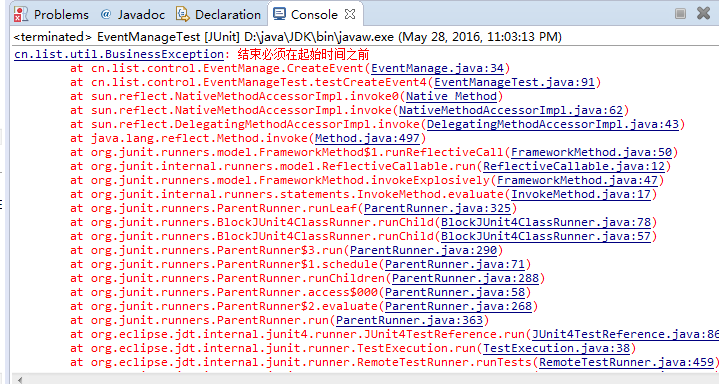 Problems @ Javadoc Declaration Console
<terminated> EventManageTest [JUnit] D:\java\JDK\bin\javaw.exe (May 28, 2016, 11:03:13 PM)
cn.list.util.BusinessException: 结束必须在起始时间之前
at cn.list.control.EventManage.CreateEvent(EventManage.java:34)
at cn.list.control.EventManageTest.testCreateEvent4(EventManageTest.java:91)
at sun.reflect.NativeMethodAccessorImpl.invoke0(Native Method)
at sun.reflect.NativeMethodAccessorImpl.invoke(NativeMethodAccessorImpl.java:62)
at sun.reflect.DelegatingMethodAccessorImpl.invoke(DelegatingMethodAccessorImpl.java:43)
at java.lang.reflect.Method.invoke(Method.java:497)
at org.junit.runners.model.FrameworkMethod$1.runReflectiveCall(FrameworkMethod.java:50)
at org.junit.internal.runners.model.ReflectiveCallable.run(ReflectiveCallable.java:12)
at org.junit.runners.model.FrameworkMethod.invokeExplosively(FrameworkMethod.java:47)
at org.junit.internal.runners.statements.InvokeMethod.evaluate(InvokeMethod.java:17)
at org.junit.runners.ParentRunner.runLeaf(ParentRunner.java:325)
at org.junit.runners.BlockJUnit4ClassRunner.runChild(BlockJUnit4ClassRunner.java:78)
at org.junit.runners.BlockJUnit4ClassRunner.runChild(BlockJUnit4ClassRunner.java:57)
at org.junit.runners.ParentRunner$3.run(ParentRunner.java:290)
at org.junit.runners.ParentRunner$1.schedule(ParentRunner.java:71)
at org.junit.runners.ParentRunner.runChildren(ParentRunner.java:288)
at org.junit.runners.ParentRunner.access$000(ParentRunner.java:58)
at org.junit.runners.ParentRunner$2.evaluate(ParentRunner.java:268)
at org.junit.runners.ParentRunner.run(ParentRunner.java:363)
at org.eclipse.jdt.internal.junit4.runner.JUnit4TestReference.run(JUnit4TestReference.java:86
at org.eclipse.jdt.internal.junit.runner.TestExecution.run(TestExecution.java:38)
at org.eclipse.jdt.internal.junit.runner.RemoteTestRunner.runTests(RemoteTestRunner.java:459)